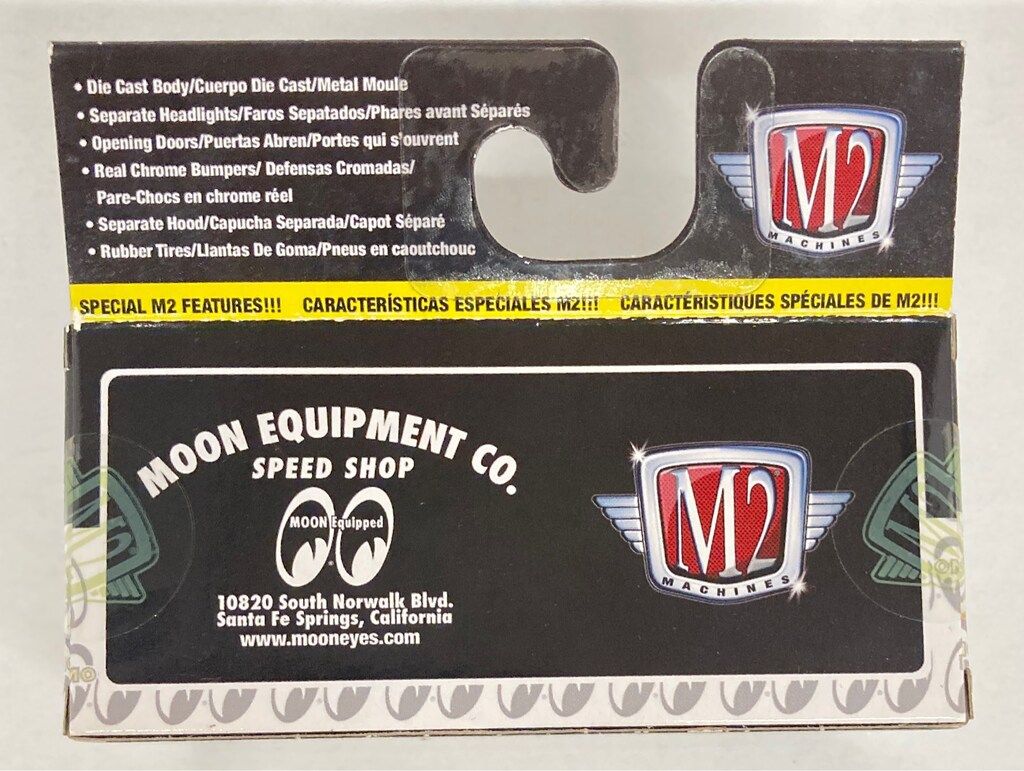 • Die Cast Body/Cuerpo Die Cast/Metal Moule
• Separate Headlights/Faros Sepatados/Phares avant Séparés
• Opening Doors/Puertas Abren/Portes qui s'ouvrent
• Real Chrome Bumpers/ Defensas Cromadas/
Pare-Chocs en chrome réel
• Separate Hood/Capucha Separada/Capot Séparé
• Rubber Tires/Llantas De Goma/Pneus en caoutchouc
M2
MACHINES
SPECIAL M2 FEATURES!!! CARACTERÍSTICAS ESPECIALES M2!!! CARACTÉRISTIQUES SPÉCIALES DE M2!!!
MOON EQUIPMENT CO.
SPEED SHOP
MOON Equipped
10820 South Norwalk Blvd.
Santa Fe Springs, California
www.mooneyes.com
M2
MACHINES